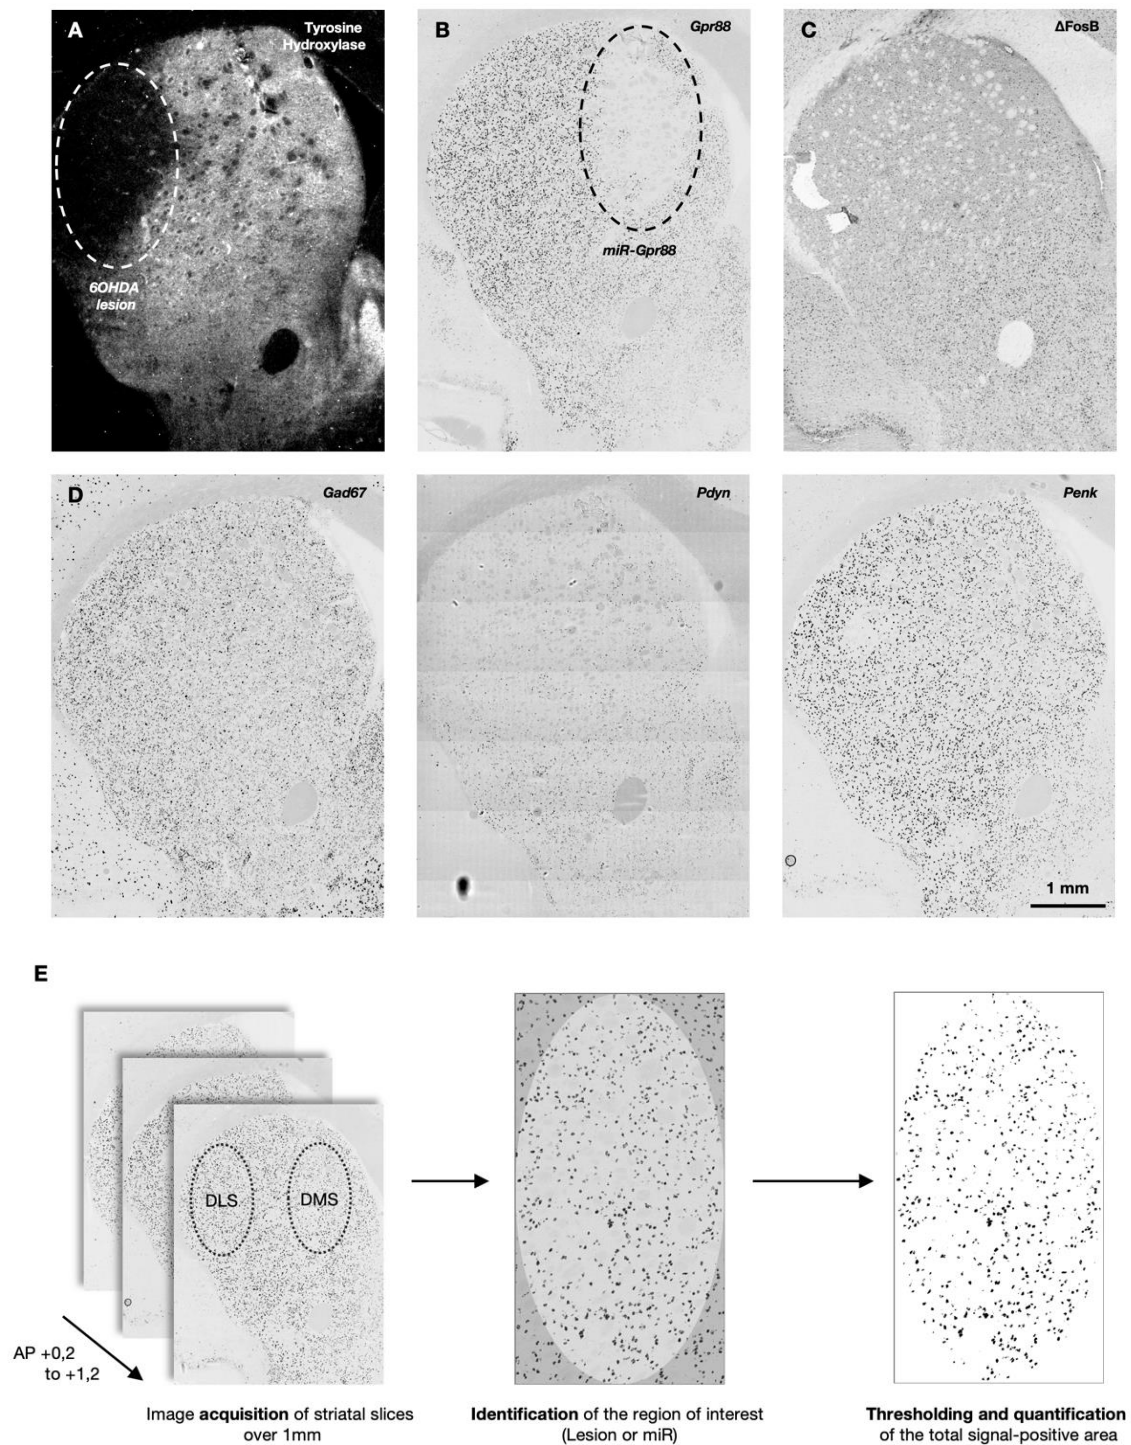 A
Tyrosine
Hydroxylase
6OHDA
lesion
B
Gpr88
miR-Gpr88
C
ΔFosB
D
Gad67
Pdyn
Penk
1 mm
E
DLS
DMS
AP +0,2
to +1,2
Image acquisition of striatal slices
over 1mm
Identification of the region of interest
(Lesion or miR)
Thresholding and quantification
of the total signal-positive area